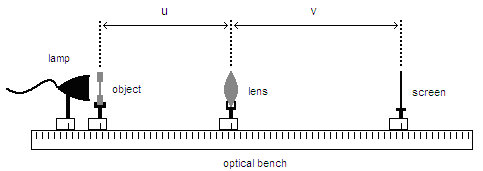 u
v
lamp
object
lens
screen
optical bench